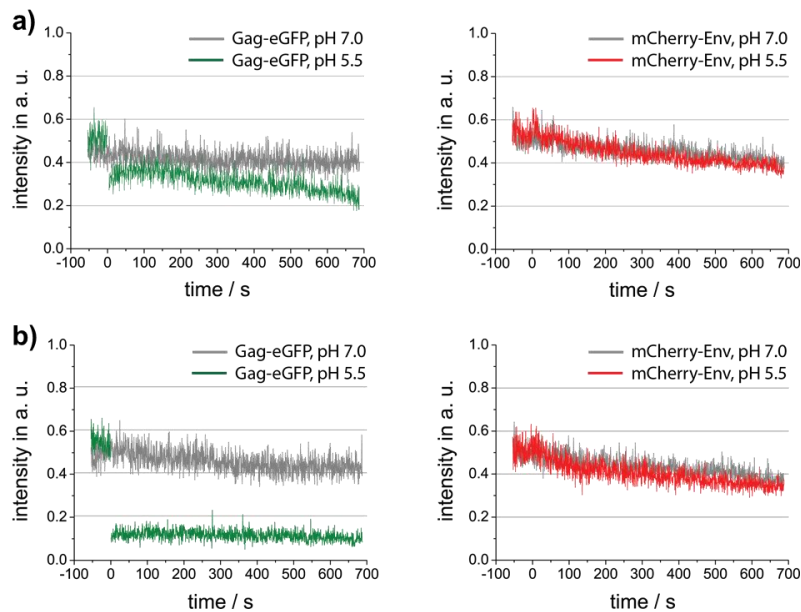 a)
Gag-eGFP, pH 7.0
Gag-eGFP, pH 5.5
intensity in a. u.
1.0
0.8
0.6
0.4
0.2
0.0
-100 0 100 200 300 400 500 600 700
time / s
mCherry-Env, pH 7.0
mCherry-Env, pH 5.5
intensity in a. u.
1.0
0.8
0.6
0.4
0.2
0.0
-100 0 100 200 300 400 500 600 700
time / s
b)
Gag-eGFP, pH 7.0
Gag-eGFP, pH 5.5
intensity in a. u.
1.0
0.8
0.6
0.4
0.2
0.0
-100 0 100 200 300 400 500 600 700
time / s
mCherry-Env, pH 7.0
mCherry-Env, pH 5.5
intensity in a. u.
1.0
0.8
0.6
0.4
0.2
0.0
-100 0 100 200 300 400 500 600 700
time / s